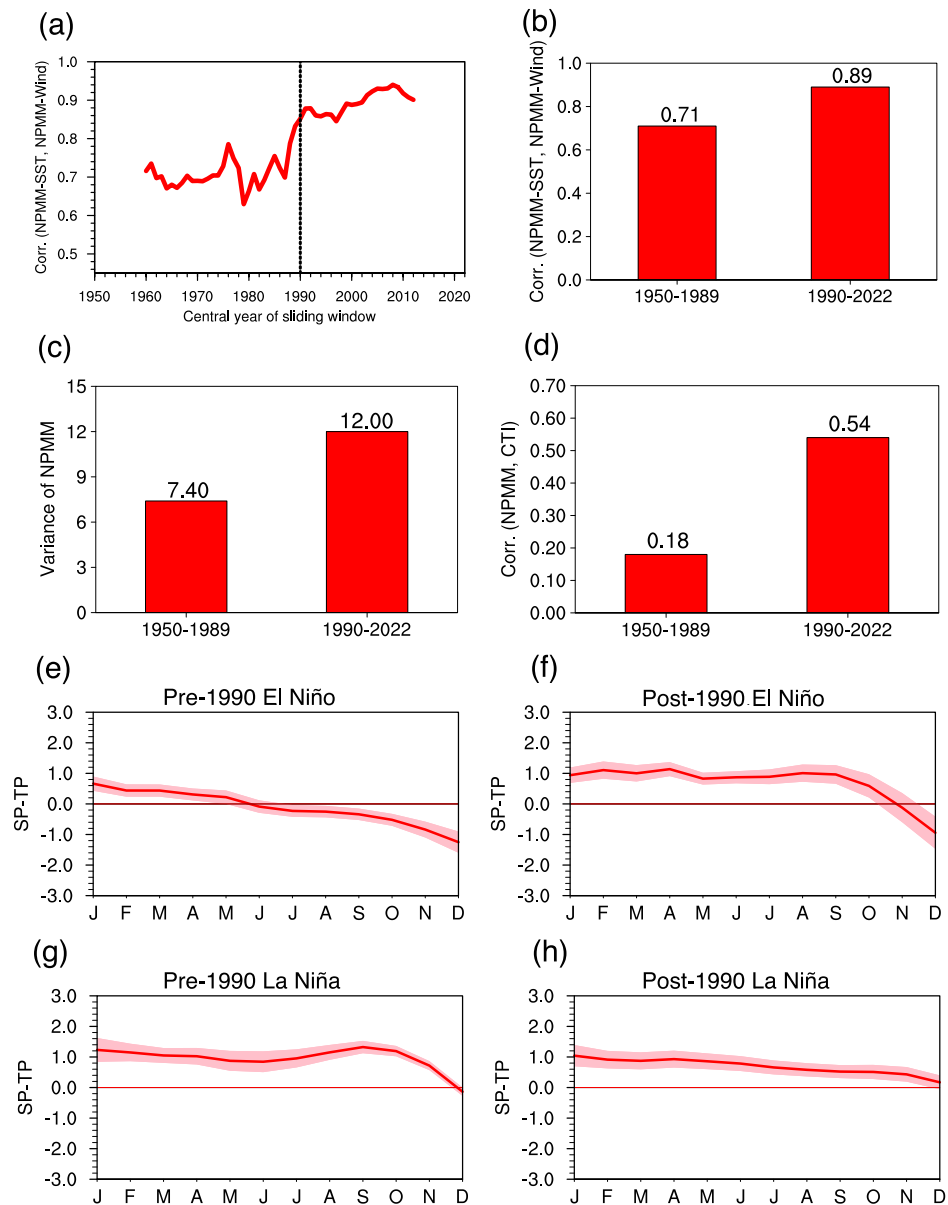 (a)
1.0
0.9
0.8
0.7
0.6
0.5
Corr. (NPMM-SST, NPMM-Wind)
1950 1960 1970 1980 1990 2000 2010 2020
Central year of sliding window
(b)
1.0
0.8
0.6
0.4
0.2
0.0
Corr. (NPMM-SST, NPMM-Wind)
0.71
0.89
1950-1989 1990-2022
(c)
15
12
9
6
3
0
Variance of NPMM
7.40
12.00
1950-1989 1990-2022
(d)
0.70
0.60
0.50
0.40
0.30
0.20
0.10
0.00
Corr. (NPMM, CTI)
0.18
0.54
1950-1989 1990-2022
(e)
Pre-1990 El Niño
3.0
2.0
1.0
0.0
-1.0
-2.0
-3.0
SP-TP
J F M A M J J A S O N D
(f)
Post-1990 El Niño
3.0
2.0
1.0
0.0
-1.0
-2.0
-3.0
SP-TP
J F M A M J J A S O N D
(g)
Pre-1990 La Niña
3.0
2.0
1.0
0.0
-1.0
-2.0
-3.0
SP-TP
J F M A M J J A S O N D
(h)
Post-1990 La Niña
3.0
2.0
1.0
0.0
-1.0
-2.0
-3.0
SP-TP
J F M A M J J A S O N D